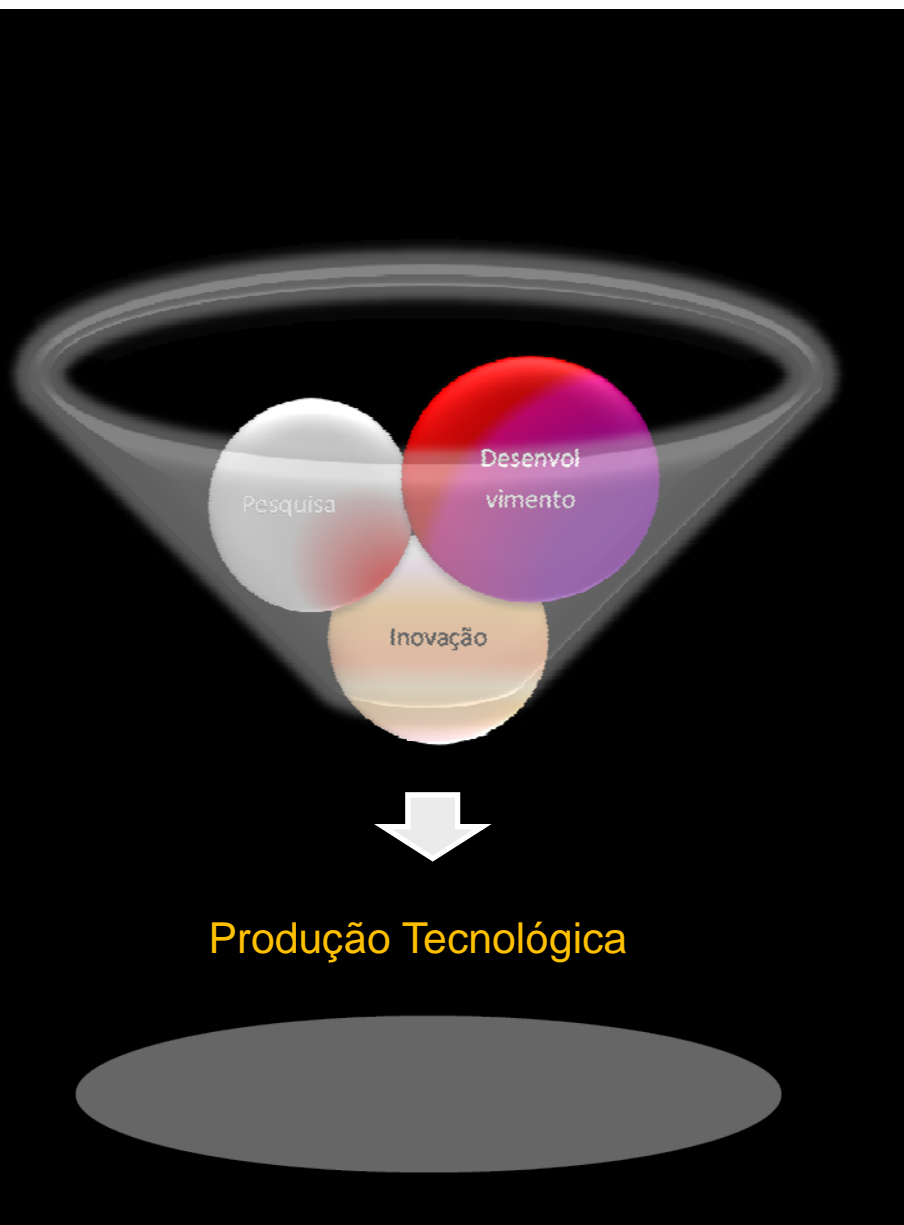 Desenvol
vimento
Pesquisa
Inovação
Produção Tecnológica